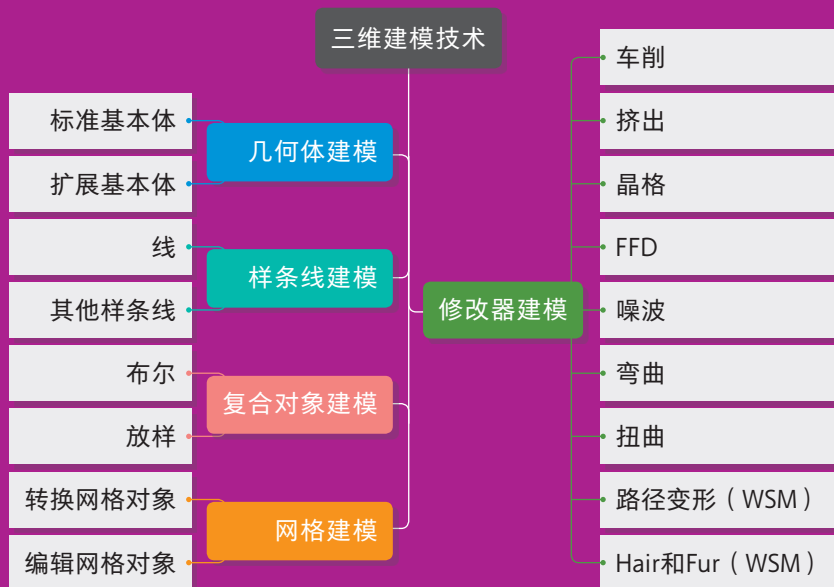 三维建模技术
几何体建模
标准基本体
扩展基本体
样条线建模
线
其他样条线
复合对象建模
布尔
放样
网格建模
转换网格对象
编辑网格对象
修改器建模
车削
挤出
晶格
FFD
噪波
弯曲
扭曲
路径变形（WSM）
Hair和Fur（WSM）